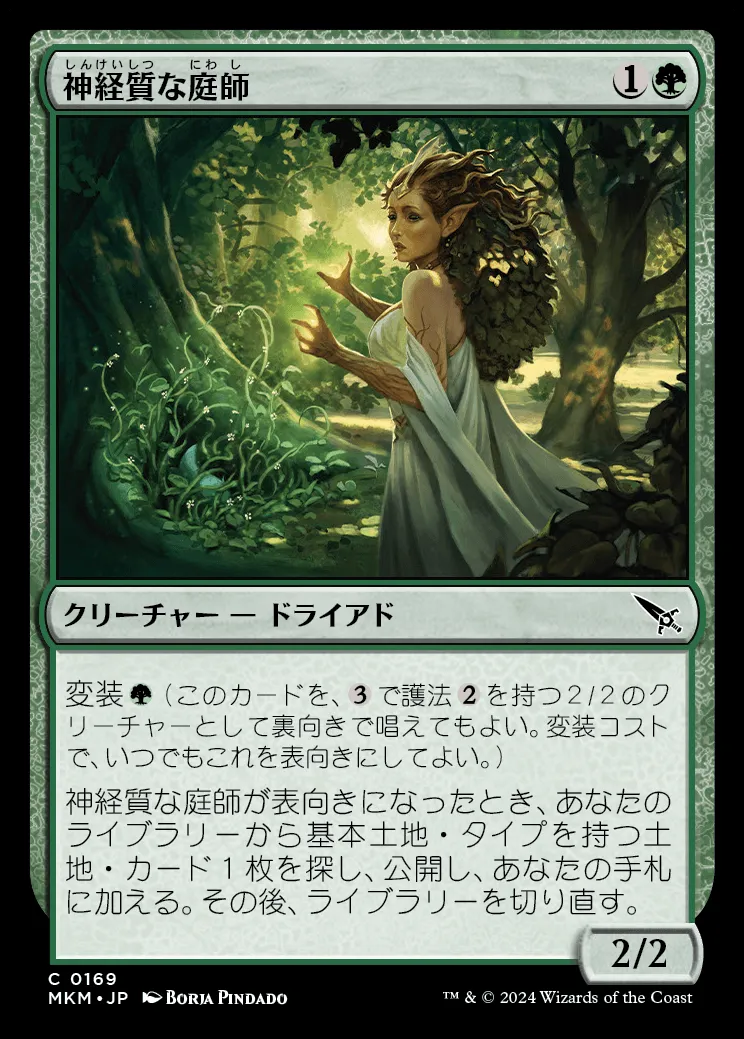 しんけいしつ にわ し
神経質な庭師 1
クリーチャー — ドライアド
変装（このカードを、3で護法2を持つ2/2のク
リーチャーとして裏向きで唱えてもよい。変装コスト
で、いつでもこれを表向きにしてよい。）
神経質な庭師が表向きになったとき、あなたの
ライブラリーから基本土地・タイプを持つ土
地・カード1枚を探し、公開し、あなたの手札
に加える。その後、ライブラリーを切り直す。
2/2
C 0169
MKM・JP Borja Pindado
™ & © 2024 Wizards of the Coast